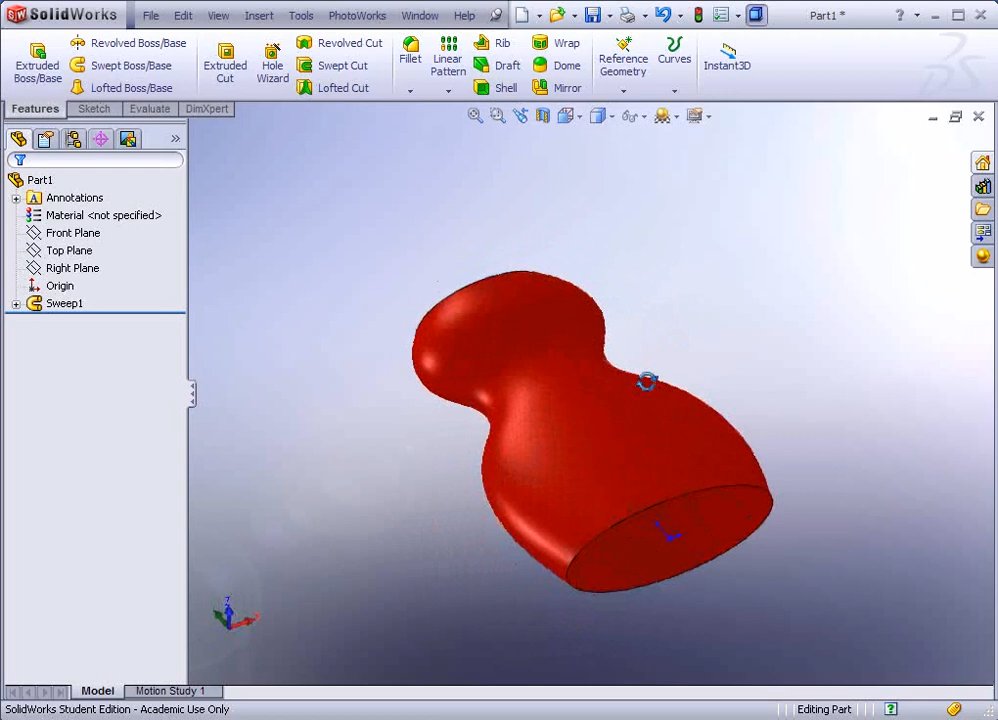 SolidWorks File Edit View Insert Tools PhotoWorks Window Help Part1 *
Extruded Boss/Base
Revolved Boss/Base
Swept Boss/Base
Lofted Boss/Base
Extruded Cut
Hole Wizard
Revolved Cut
Swept Cut
Lofted Cut
Fillet
Linear Pattern
Rib
Draft
Shell
Wrap
Dome
Mirror
Reference Geometry
Curves
Instant3D
Features Sketch Evaluate DimXpert
Part1
Annotations
Material <not specified>
Front Plane
Top Plane
Right Plane
Origin
Sweep1
Model Motion Study 1
SolidWorks Student Edition - Academic Use Only Editing Part